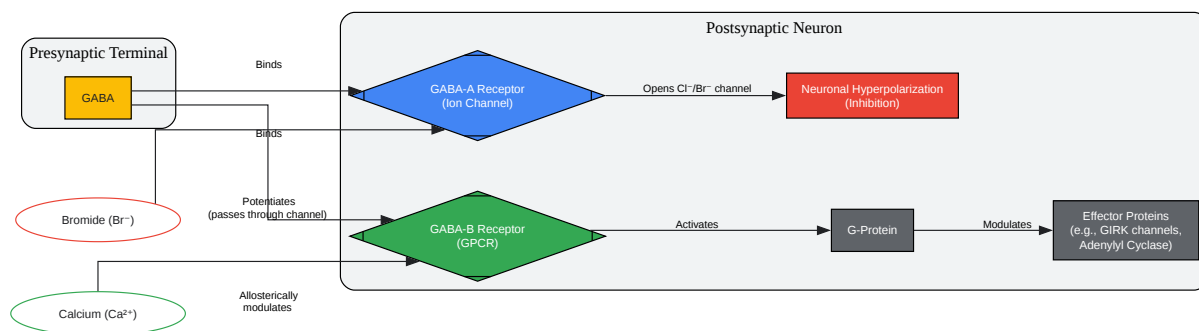 Postsynaptic Neuron
Presynaptic Terminal
GABA
Binds
GABA-A Receptor
(Ion Channel)
Opens Cl⁻/Br⁻ channel
Neuronal Hyperpolarization
(Inhibition)
Binds
Bromide (Br⁻)
Potentiates
(passes through channel)
GABA-B Receptor
(GPCR)
Activates
G-Protein
Modulates
Effector Proteins
(e.g., GIRK channels,
Adenylyl Cyclase)
Allosterically
modulates
Calcium (Ca²⁺)